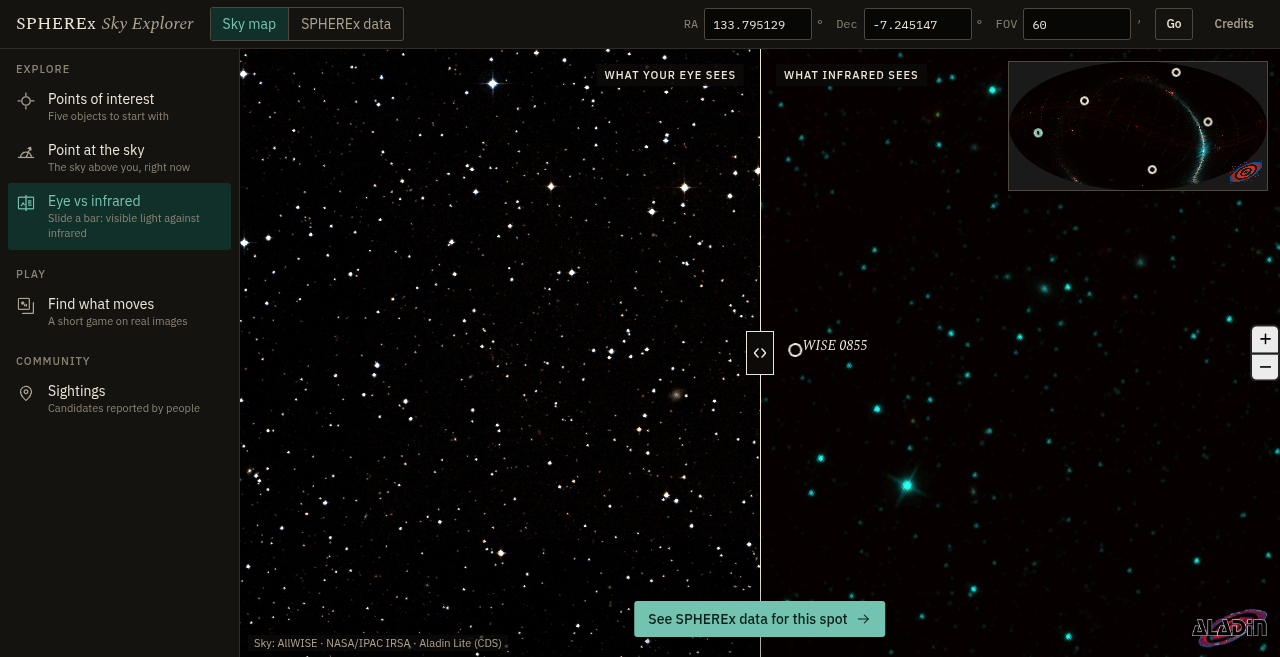 SPHEREx Sky Explorer
Sky map
SPHEREx data
RA 133.795129 °
Dec -7.245147 °
FOV 60 ′
Go
Credits
EXPLORE
Points of interest
Five objects to start with
Point at the sky
The sky above you, right now
Eye vs infrared
Slide a bar: visible light against
infrared
PLAY
Find what moves
A short game on real images
COMMUNITY
Sightings
Candidates reported by people
WHAT YOUR EYE SEES
WHAT INFRARED SEES
WISE 0855
+
−
See SPHEREx data for this spot →
Sky: AllWISE · NASA/IPAC IRSA · Aladin Lite (CDS)
ALADIN